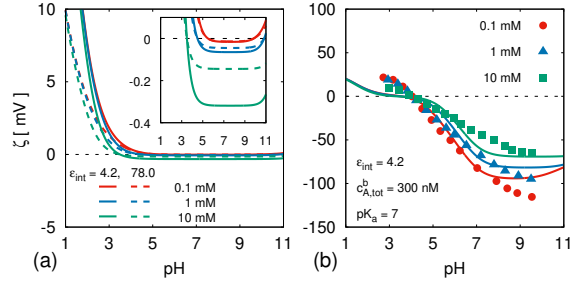 10
5
0
-5
ζ [ mV ]
0
-0.2
-0.4
1 3 5 7 9 11
ε_int = 4.2, 78.0
0.1 mM
1 mM
10 mM
1 3 5 7 9 11
(a) pH
100
50
0
-50
-100
-150
0.1 mM
1 mM
10 mM
ε_int = 4.2
c^b_A,tot = 300 nM
pK_a = 7
1 3 5 7 9 11
(b) pH